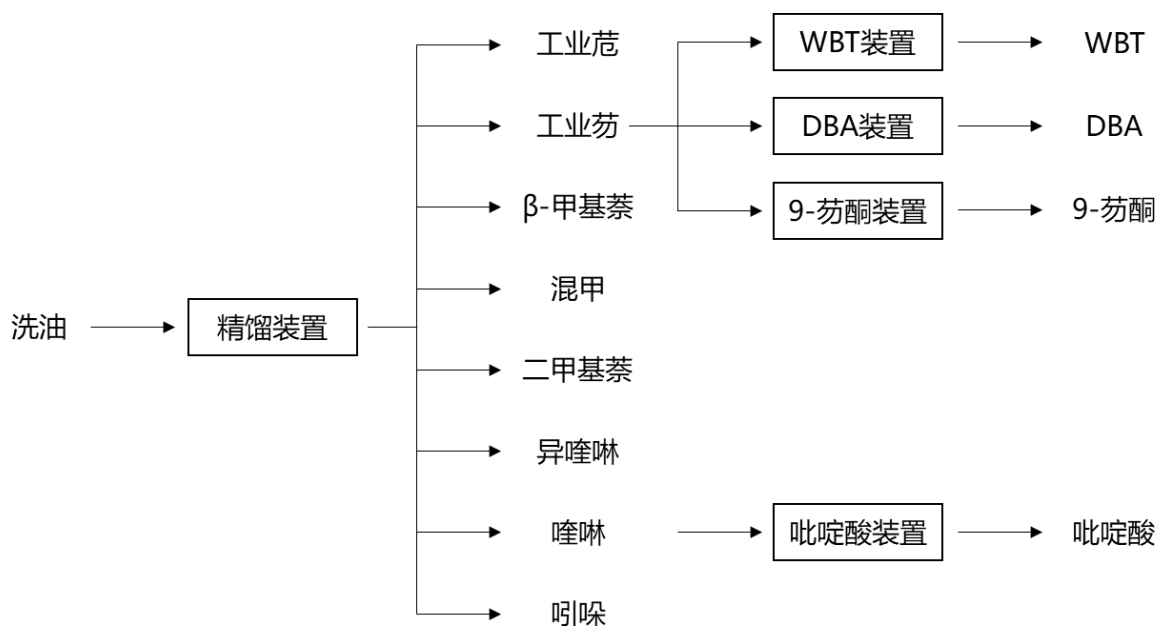 工业苊 WBT装置 WBT
工业芴 DBA装置 DBA
β-甲基萘 9-芴酮装置 9-芴酮
混甲
洗油 精馏装置
二甲基萘
异喹啉
喹啉 吡啶酸装置 吡啶酸
吲哚